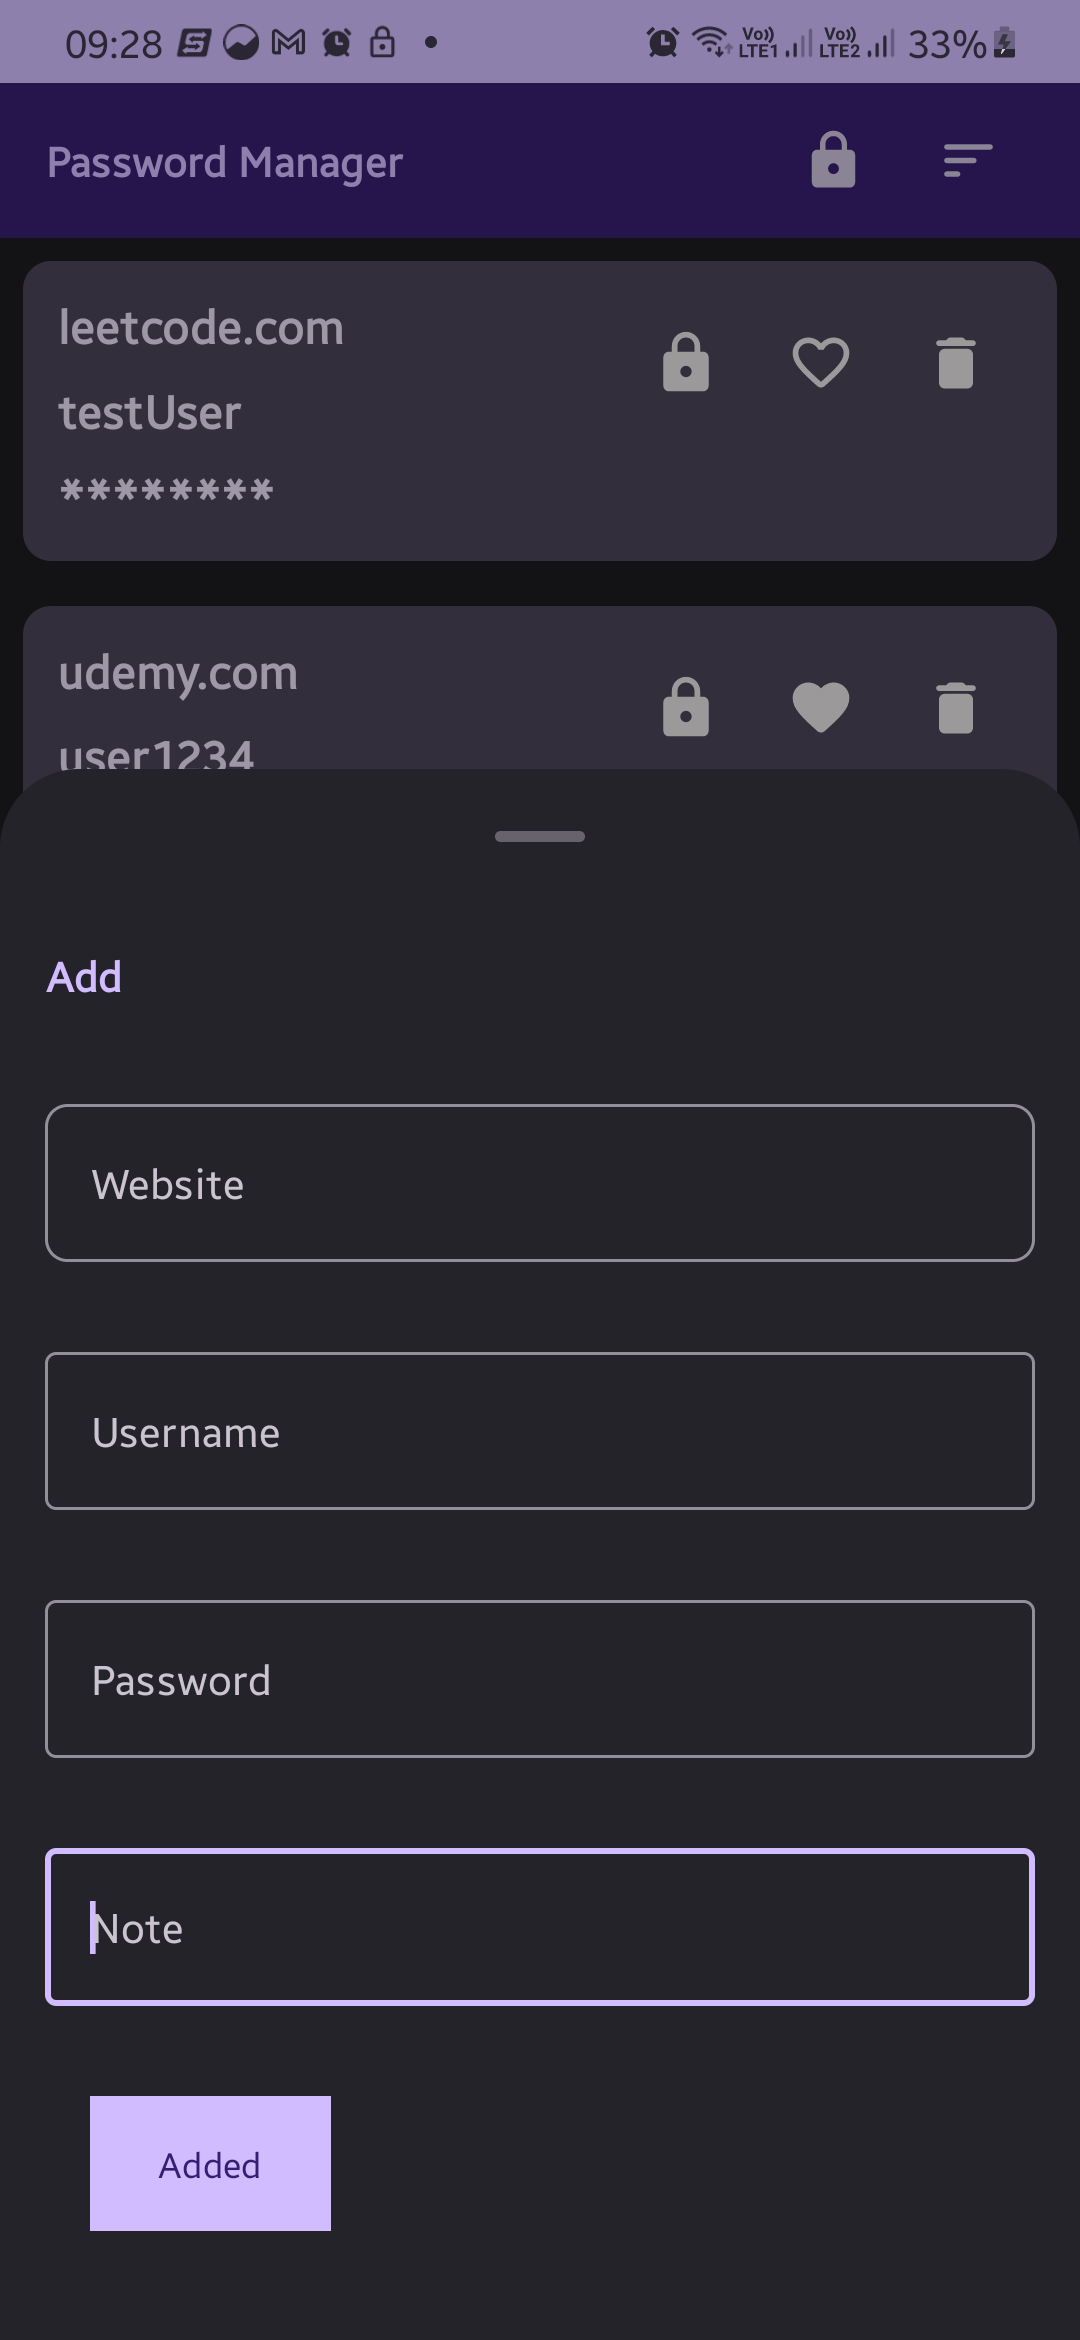 09:28 Vo)) LTE1 Vo)) LTE2 33%
Password Manager
leetcode.com
testUser
********
udemy.com
user1234
Add
Website
Username
Password
Note
Added